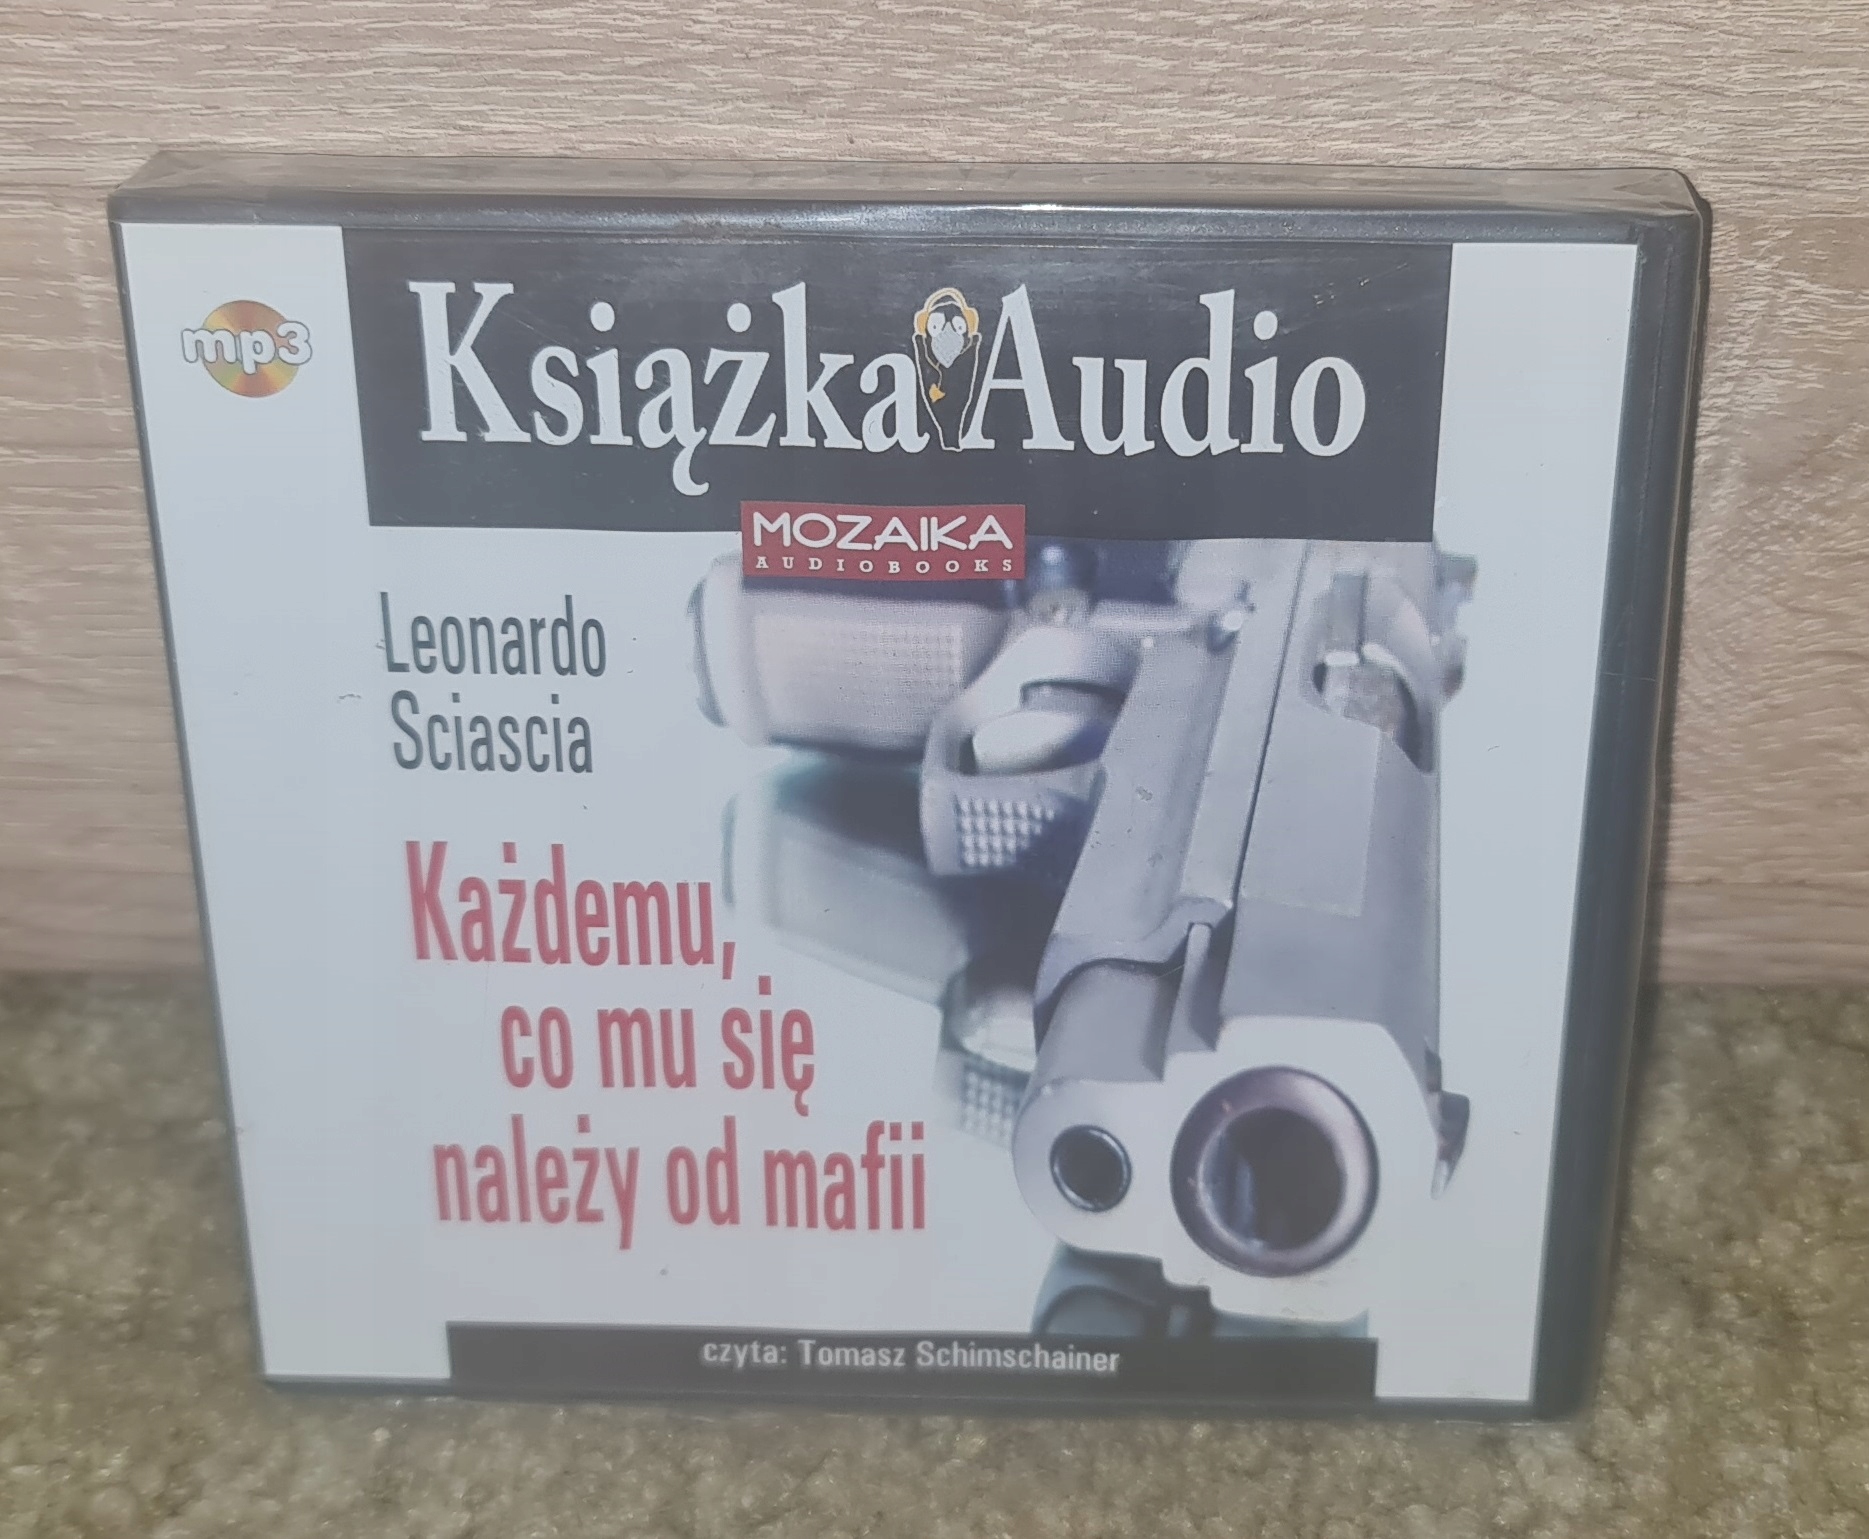 mp3
Książka Audio
MOZAIKA
AUDIOBOOKS
Leonardo
Sciascia
Każdemu,
co mu się
należy od mafii
czyta: Tomasz Schimschainer